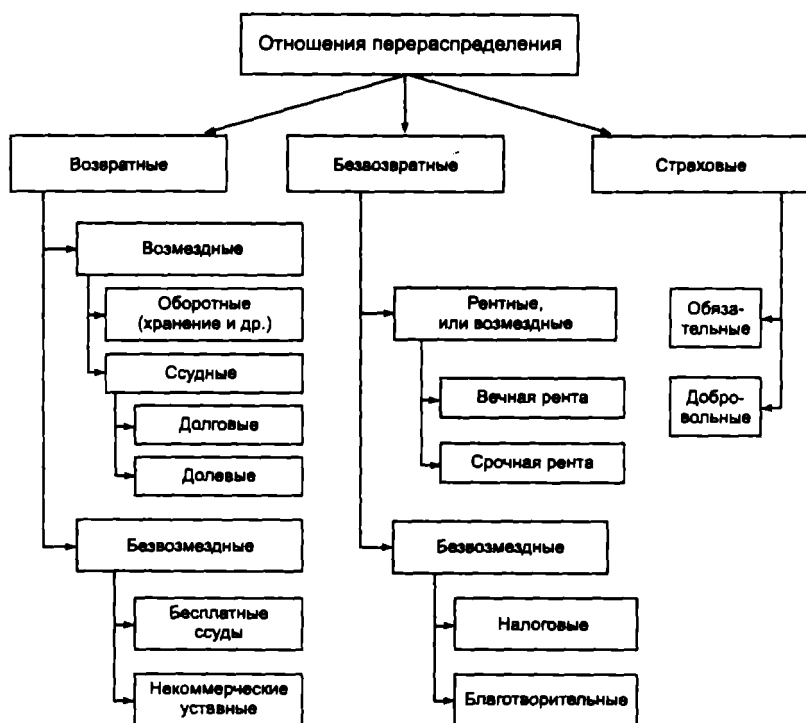 Отношения перераспределения
Возвратные
Безвозвратные
Страховые
Возмездные
Оборотные
(хранение и др.)
Ссудные
Долговые
Долевые
Безвозмездные
Бесплатные
ссуды
Некоммерческие
уставные
Рентные,
или возмездные
Вечная рента
Срочная рента
Безвозмездные
Налоговые
Благотворительные
Обяза-
тельные
Добро-
вольные